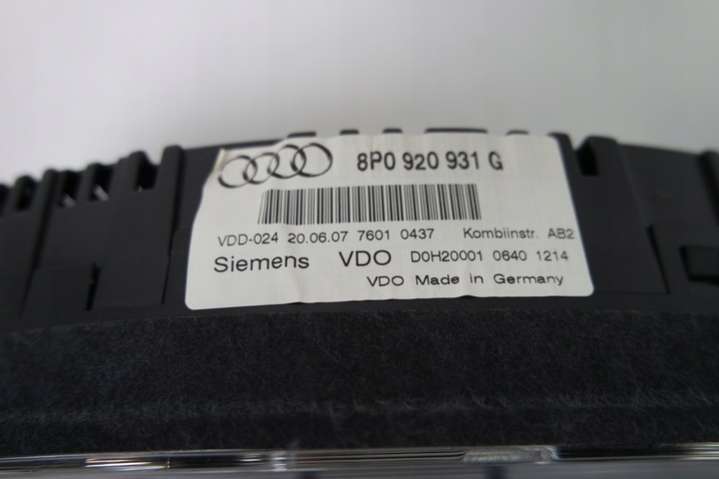 8P0 920 931 G
VDD-024 20.06.07 7601 0437 Kombiinstr. AB2
Siemens VDO D0H20001 0640 1214
VDO Made in Germany